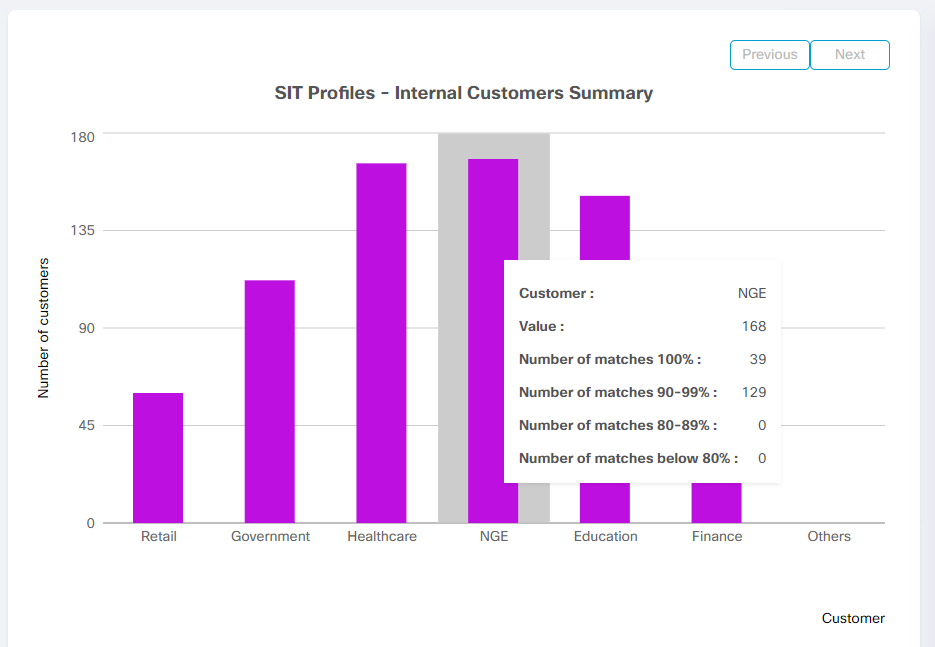 Previous Next
SIT Profiles - Internal Customers Summary
180
135
90
45
0
Number of customers
Customer : NGE
Value : 168
Number of matches 100% : 39
Number of matches 90-99% : 129
Number of matches 80-89% : 0
Number of matches below 80% : 0
Retail Government Healthcare NGE Education Finance Others
Customer